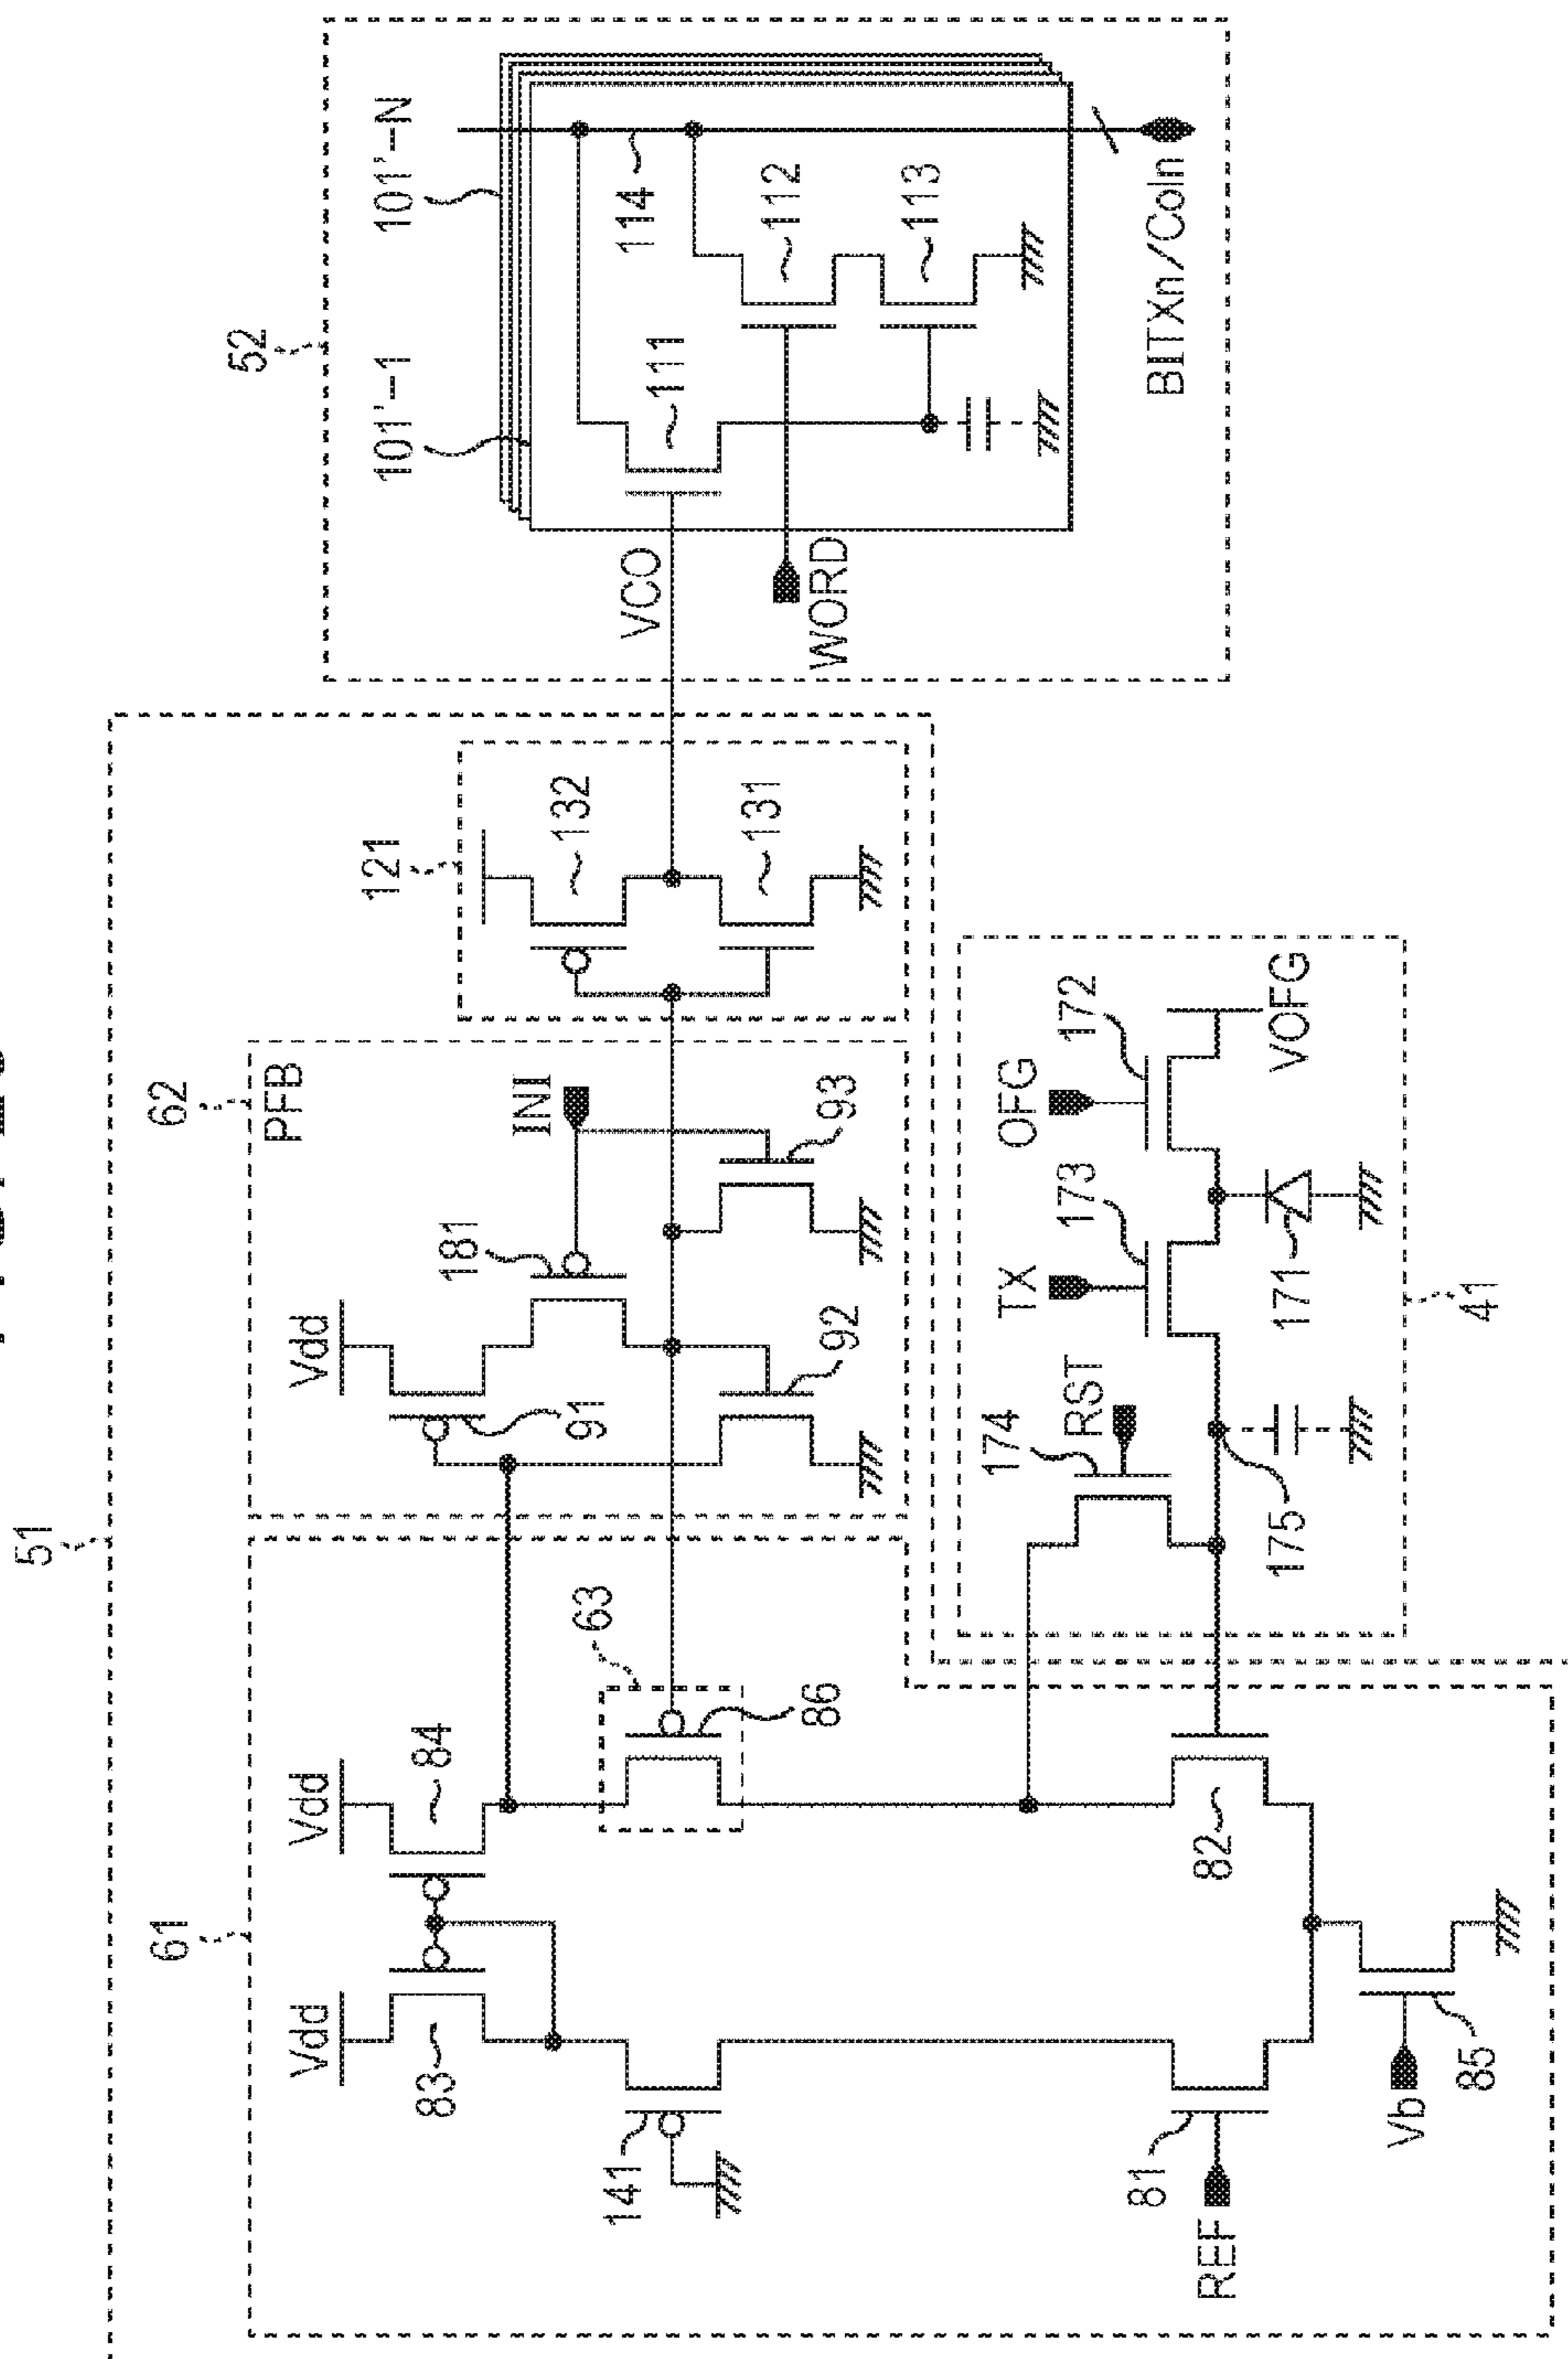 51
61
62
PFB
121
52
101'-1
101'-N
Vdd
83
Vdd
84
63
86
141
REF
81
82
Vb
85
Vdd
91
181
INI
92
93
132
131
VCO
WORD
111
114
112
113
BITXn/Coln
174
RST
TX
173
OFG
172
VOFG
175
171
41